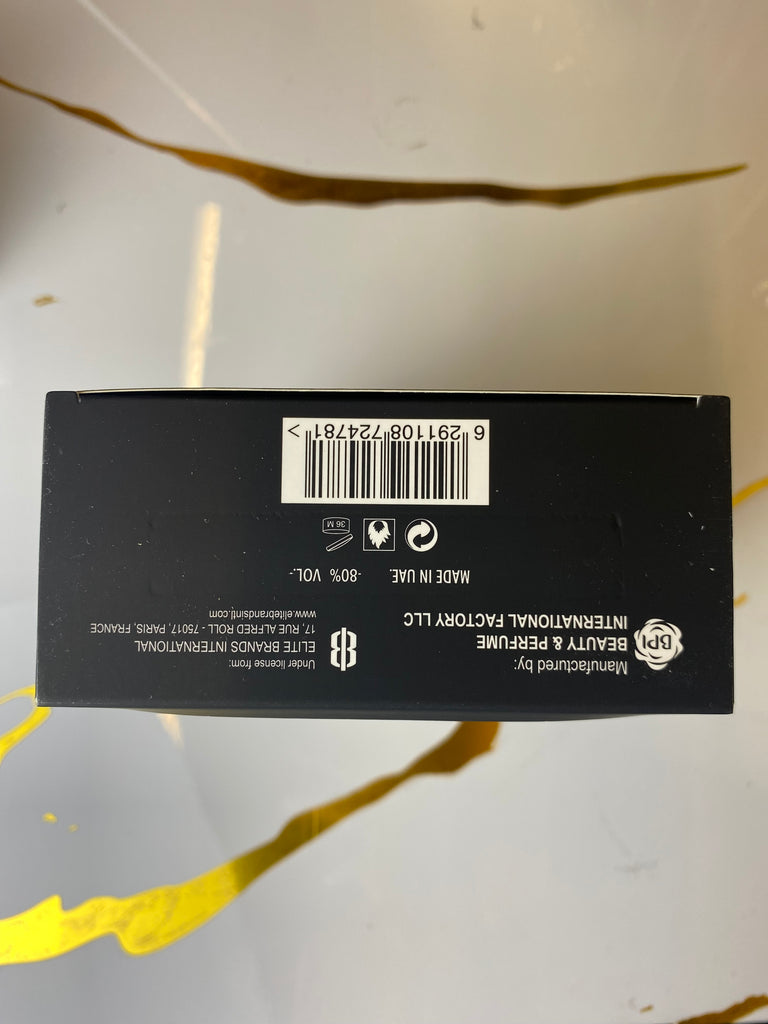 Manufactured by:
BPI
BEAUTY & PERFUME
INTERNATIONAL FACTORY LLC
Under license from:
ELITE BRANDS INTERNATIONAL
17, RUE ALFRED ROLL - 75017, PARIS, FRANCE
www.elitebrandsintl.com
MADE IN UAE. -80% VOL-
36 M
6 291108 724781 >